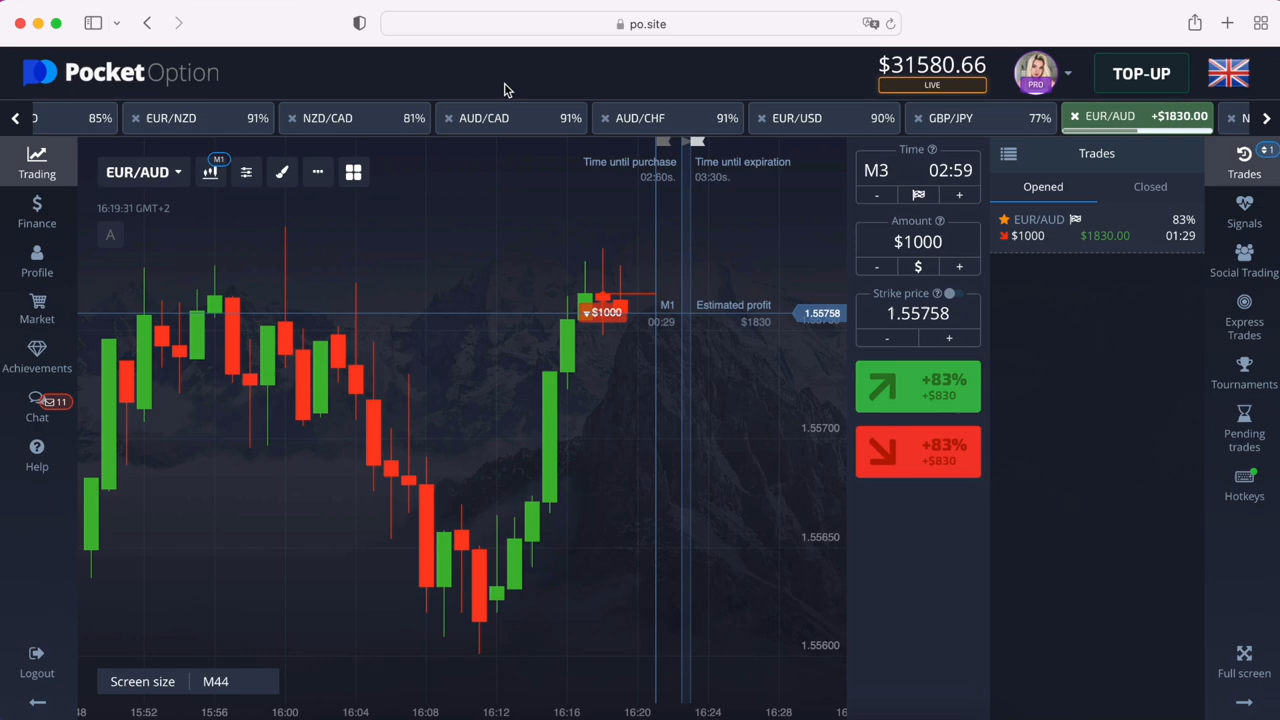 po.site
PocketOption
$31580.66
LIVE
PRO
TOP-UP
85%
EUR/NZD 91%
NZD/CAD 81%
AUD/CAD 91%
AUD/CHF 91%
EUR/USD 90%
GBP/JPY 77%
EUR/AUD +$1830.00
N
Trading
Finance
Profile
Market
Achievements
Chat
11
Help
Logout
EUR/AUD
M1
16:19:31 GMT+2
A
Time until purchase
02:60s.
Time until expiration
03:30s.
$1000
M1
00:29
Estimated profit
$1830
1.55758
1.55700
1.55650
1.55600
Screen size M44
48 15:52 15:56 16:00 16:04 16:08 16:12 16:16 16:20 16:24 16:28 16
Time
M3 02:59
- +
Amount
$1000
- $ +
Strike price
1.55758
- +
+83%
+$830
+83%
+$830
Trades
Opened Closed
EUR/AUD 83%
$1000 $1830.00 01:29
1
Trades
Signals
Social Trading
Express
Trades
Tournaments
Pending
trades
Hotkeys
Full screen